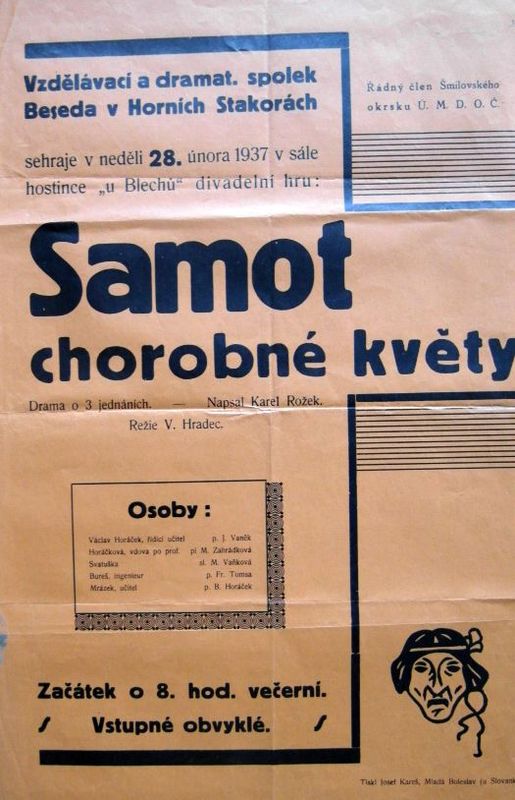 Vzdělávací a dramat. spolek
Beseda v Horních Stakorách
Řádný člen Šmilovského
okrsku Ú. M. D. O. Č.
sehraje v neděli 28. února 1937 v sále
hostince „u Blechů“ divadelní hru:
Samot
chorobné květy
Drama o 3 jednáních. — Napsal Karel Rožek.
Režie V. Hradec.
Osoby :
Václav Horáček, řídící učitel p. J. Vaněk
Horáčková, vdova po prof. pí M. Zahrádková
Svatuška sl. M. Vaňková
Bureš, ingenieur p. Fr. Tumsa
Mrázek, učitel p. B. Horáček
Začátek o 8. hod. večerní.
/ Vstupné obvyklé. /
Tiskl Josef Kareš, Mladá Boleslav (u Slovan